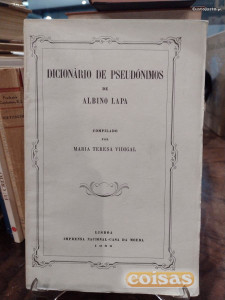 DICIONÁRIO DE PSEUDÓNIMOS
DE
ALBINO LAPA
COMPILADO
POR
MARIA TERESA VIDIGAL
LISBOA
IMPRENSA NACIONAL-CASA DA MOEDA
coisas